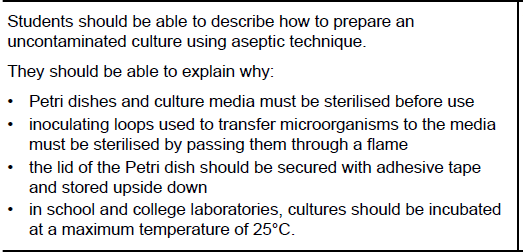 Students should be able to describe how to prepare an
uncontaminated culture using aseptic technique.
They should be able to explain why:
• Petri dishes and culture media must be sterilised before use
• inoculating loops used to transfer microorganisms to the media
must be sterilised by passing them through a flame
• the lid of the Petri dish should be secured with adhesive tape
and stored upside down
• in school and college laboratories, cultures should be incubated
at a maximum temperature of 25°C.